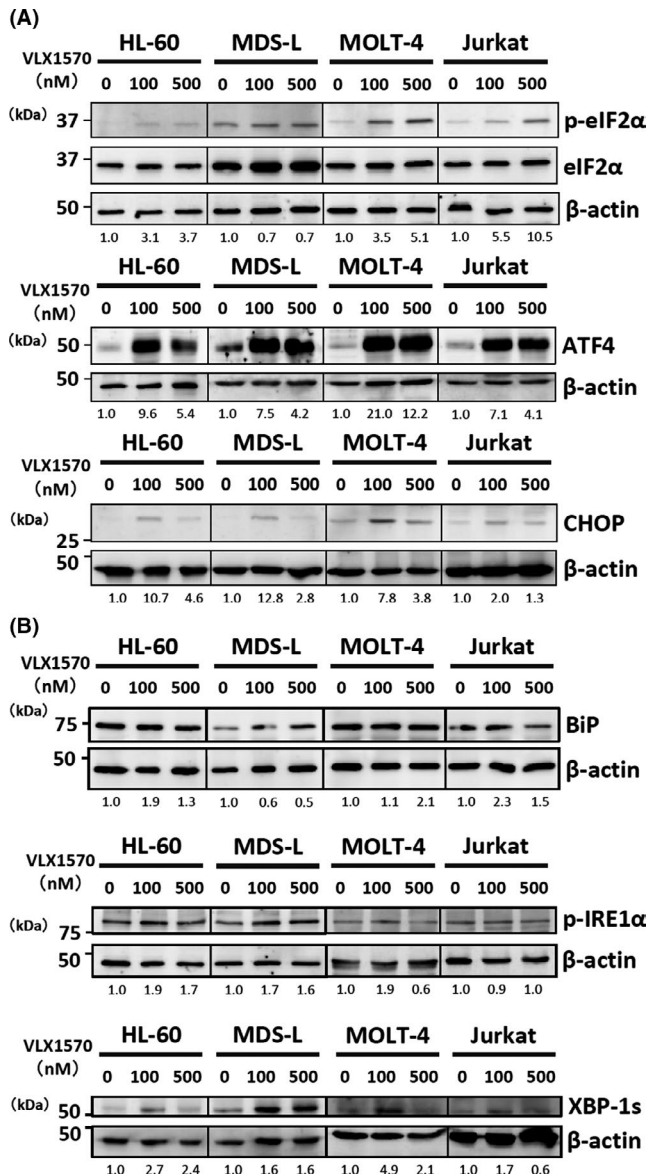 (A)
HL-60 MDS-L MOLT-4 Jurkat
VLX1570
(nM) 0 100 500 0 100 500 0 100 500 0 100 500
(kDa) 37 p-eIF2α
37 eIF2α
50 β-actin
1.0 3.1 3.7 1.0 0.7 0.7 1.0 3.5 5.1 1.0 5.5 10.5
HL-60 MDS-L MOLT-4 Jurkat
VLX1570
(nM) 0 100 500 0 100 500 0 100 500 0 100 500
(kDa) 50 ATF4
50 β-actin
1.0 9.6 5.4 1.0 7.5 4.2 1.0 21.0 12.2 1.0 7.1 4.1
HL-60 MDS-L MOLT-4 Jurkat
VLX1570
(nM) 0 100 500 0 100 500 0 100 500 0 100 500
(kDa) CHOP
25
50 β-actin
1.0 10.7 4.6 1.0 12.8 2.8 1.0 7.8 3.8 1.0 2.0 1.3
(B)
HL-60 MDS-L MOLT-4 Jurkat
VLX1570
(nM) 0 100 500 0 100 500 0 100 500 0 100 500
(kDa) 75 BiP
50 β-actin
1.0 1.9 1.3 1.0 0.6 0.5 1.0 1.1 2.1 1.0 2.3 1.5
HL-60 MDS-L MOLT-4 Jurkat
VLX1570
(nM) 0 100 500 0 100 500 0 100 500 0 100 500
(kDa) p-IRE1α
75
50 β-actin
1.0 1.9 1.7 1.0 1.7 1.6 1.0 1.9 0.6 1.0 0.9 1.0
HL-60 MDS-L MOLT-4 Jurkat
VLX1570
(nM) 0 100 500 0 100 500 0 100 500 0 100 500
(kDa) 50 XBP-1s
50 β-actin
1.0 2.7 2.4 1.0 1.6 1.6 1.0 4.9 2.1 1.0 1.7 0.6